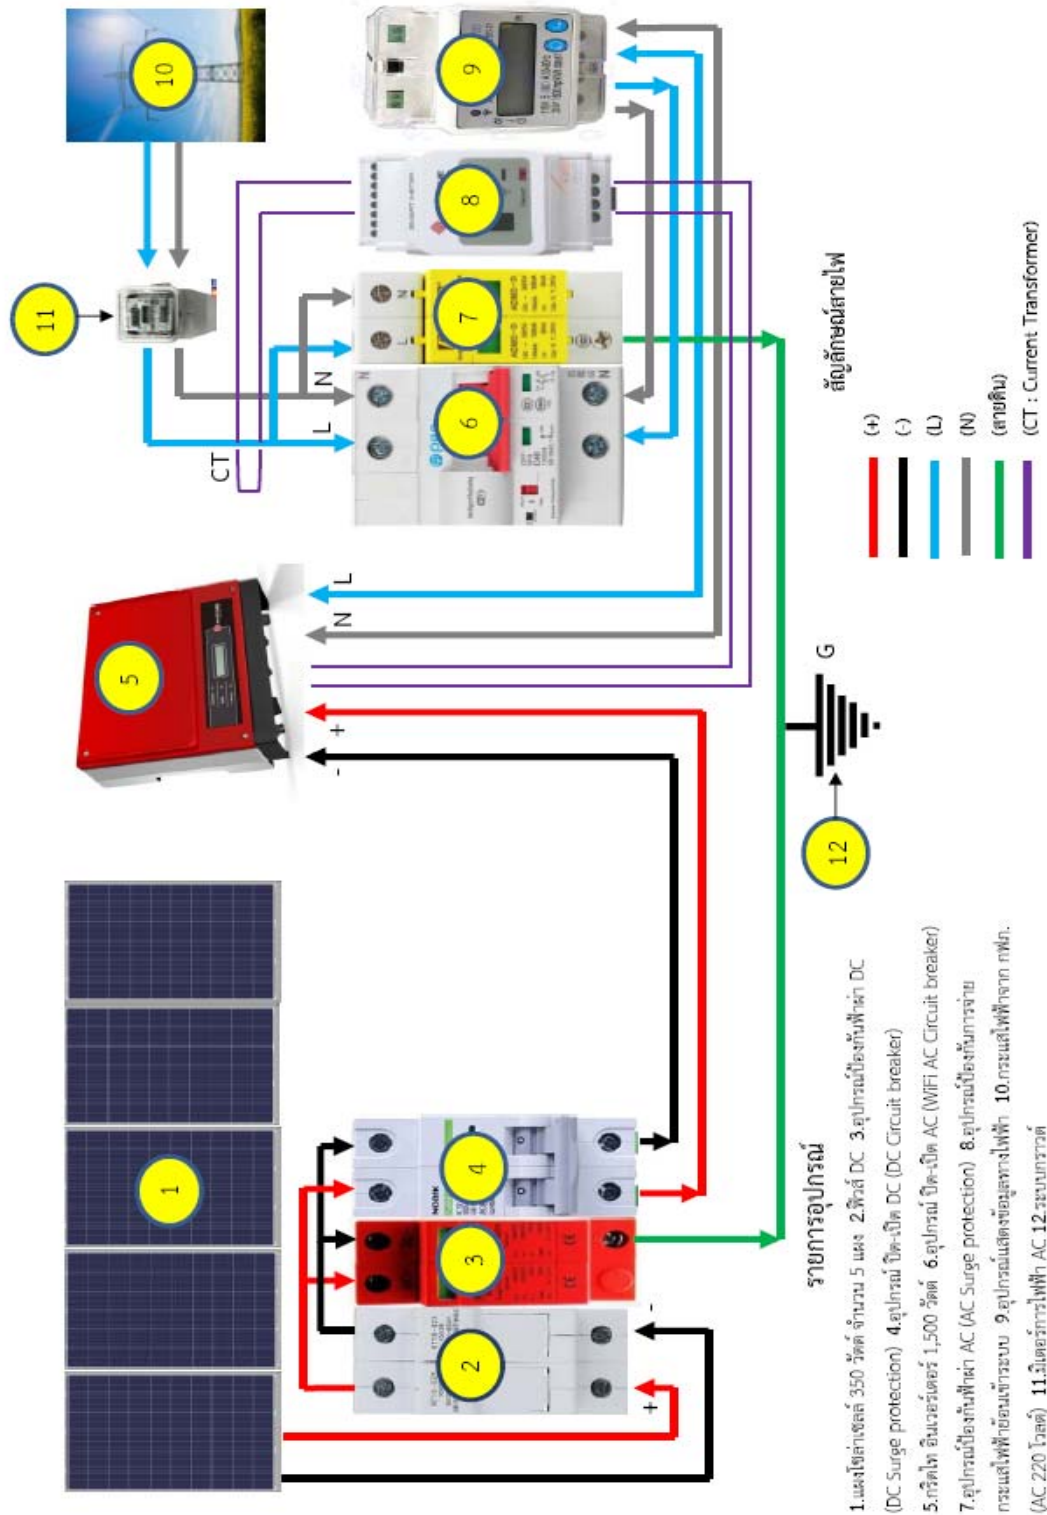 10
11
9
8
7
6
5
L
N
N
L
CT
L
N
+
-
1
4
NOBIK
3
2
+
-
G
12
รายการอุปกรณ์
1.แผงโซล่าเซลล์ 350 วัตต์ จำนวน 5 แผง 2.ฟิวส์ DC 3.อุปกรณ์ป้องกันฟ้าผ่า DC
(DC Surge protection) 4.อุปกรณ์ ปิด-เปิด DC (DC Circuit breaker)
5.กริดไท อินเวอร์เตอร์ 1,500 วัตต์ 6.อุปกรณ์ ปิด-เปิด AC (WiFi AC Circuit breaker)
7.อุปกรณ์ป้องกันฟ้าผ่า AC (AC Surge protection) 8.อุปกรณ์ป้องกันการจ่าย
กระแสไฟฟ้าย้อนเข้าระบบ 9.อุปกรณ์แสดงข้อมูลทางไฟฟ้า 10.กระแสไฟฟ้าจาก กฟภ.
(AC 220 โวลต์) 11.มิเตอร์การไฟฟ้า AC 12.ระบบกราวด์
สัญลักษณ์สายไฟ
(+)
(-)
(L)
(N)
(สายดิน)
(CT : Current Transformer)